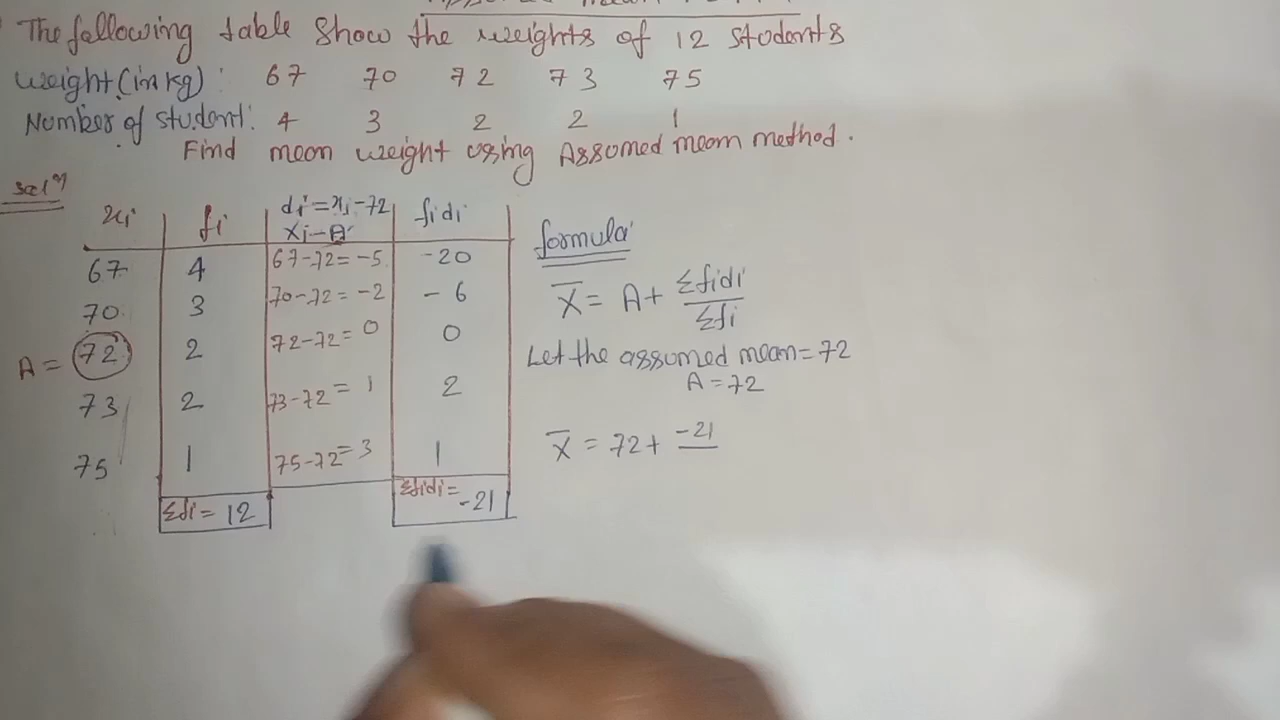 The following table Show the weights of 12 students
weight (in kg) : 67 70 72 73 75
Number of student: 4 3 2 2 1
Find mean weight using Assumed mean method.
Solⁿ
xi fi di = xi - 72 fidi
xi - A
67 4 67-72 = -5 -20
70 3 70-72 = -2 - 6
A = 72 2 72-72 = 0 0
73 2 73-72 = 1 2
75 1 75-72 = 3 1
Σfi = 12 Σfidi = -21
formula
X̅ = A + Σfidi / Σfi
Let the assumed mean = 72
A = 72
X̅ = 72 + -21